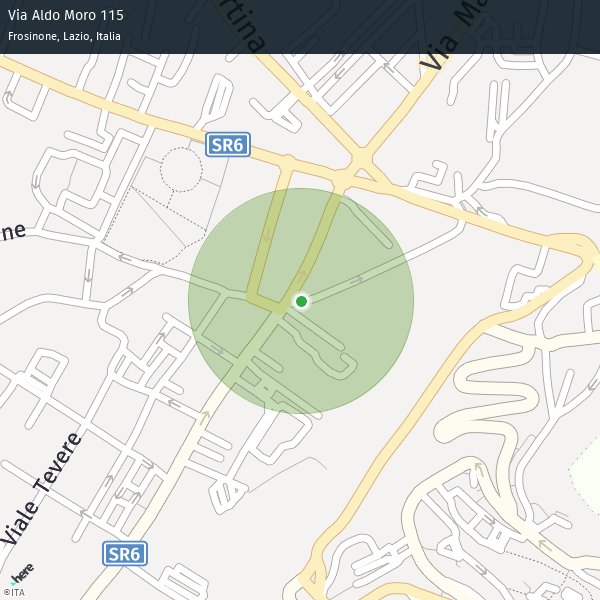 Via Aldo Moro 115
Frosinone, Lazio, Italia
rtina
Via Ma
SR6
ne
Viale Tevere
SR6
here
©ITA